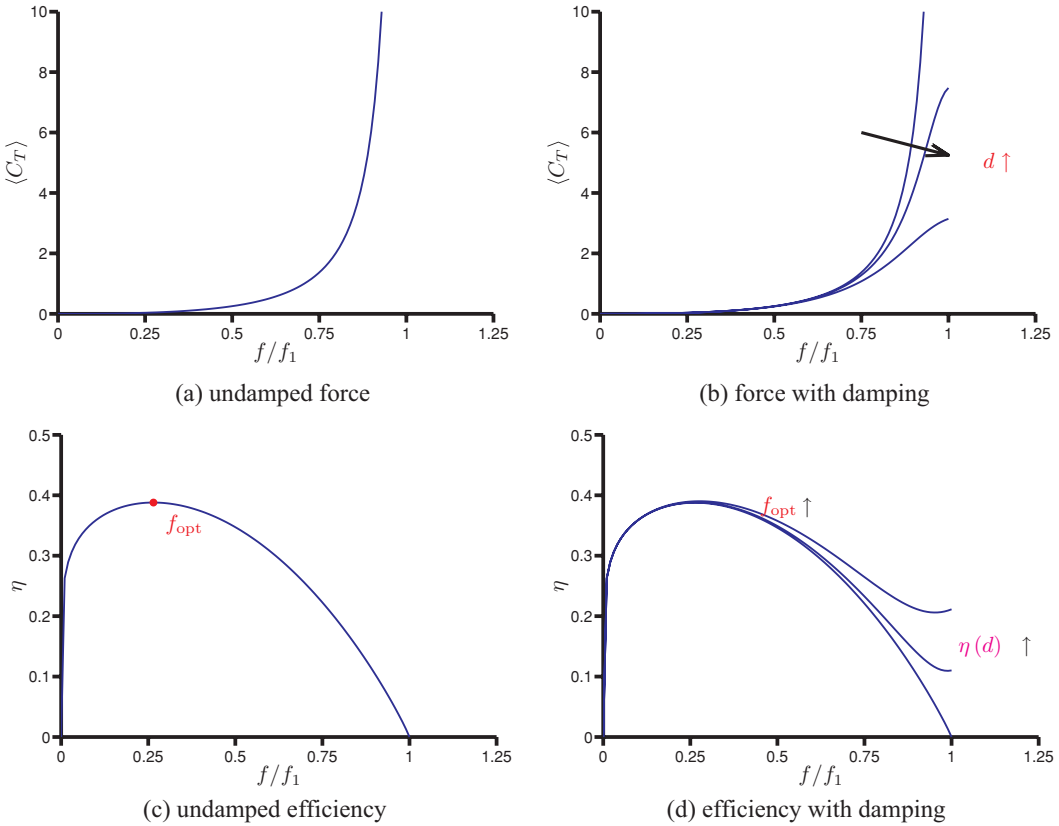 10
8
6
4
2
0
⟨C_T⟩
0 0.25 0.5 0.75 1 1.25
f/f_1
(a) undamped force
10
8
6
4
2
0
⟨C_T⟩
d ↑
0 0.25 0.5 0.75 1 1.25
f/f_1
(b) force with damping
0.5
0.4
0.3
0.2
0.1
0
η
f_opt
0 0.25 0.5 0.75 1 1.25
f/f_1
(c) undamped efficiency
0.5
0.4
0.3
0.2
0.1
0
η
f_opt ↑
η (d) ↑
0 0.25 0.5 0.75 1 1.25
f/f_1
(d) efficiency with damping